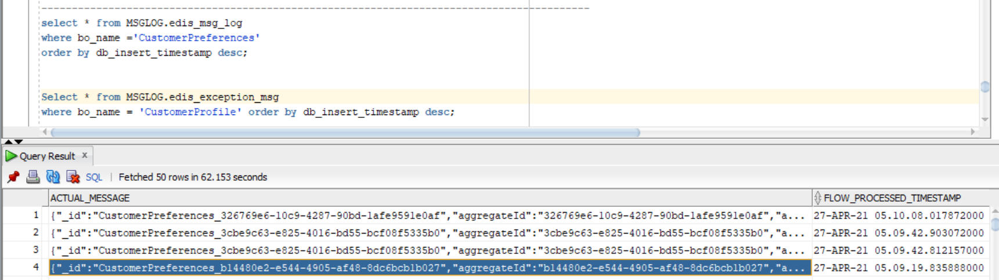 select * from MSGLOG.edis_msg_log
where bo_name ='CustomerPreferences'
order by db_insert_timestamp desc;
Select * from MSGLOG.edis_exception_msg
where bo_name = 'CustomerProfile' order by db_insert_timestamp desc;
Query Result x
SQL | Fetched 50 rows in 62.153 seconds
ACTUAL_MESSAGE FLOW_PROCESSED_TIMESTAMP
1 {"_id":"CustomerPreferences_326769e6-10c9-4287-90bd-1afe9591e0af","aggregateId":"326769e6-10c9-4287-90bd-1afe9591e0af","a... 27-APR-21 05.10.08.017872000
2 {"_id":"CustomerPreferences_3cbe9c63-e825-4016-bd55-bcf08f5335b0","aggregateId":"3cbe9c63-e825-4016-bd55-bcf08f5335b0","a... 27-APR-21 05.09.42.903072000
3 {"_id":"CustomerPreferences_3cbe9c63-e825-4016-bd55-bcf08f5335b0","aggregateId":"3cbe9c63-e825-4016-bd55-bcf08f5335b0","a... 27-APR-21 05.09.42.812157000
4 {"_id":"CustomerPreferences_b14480e2-e544-4905-af48-8dc6bcb1b027","aggregateId":"b14480e2-e544-4905-af48-8dc6bcb1b027","a... 27-APR-21 05.09.19.835888000